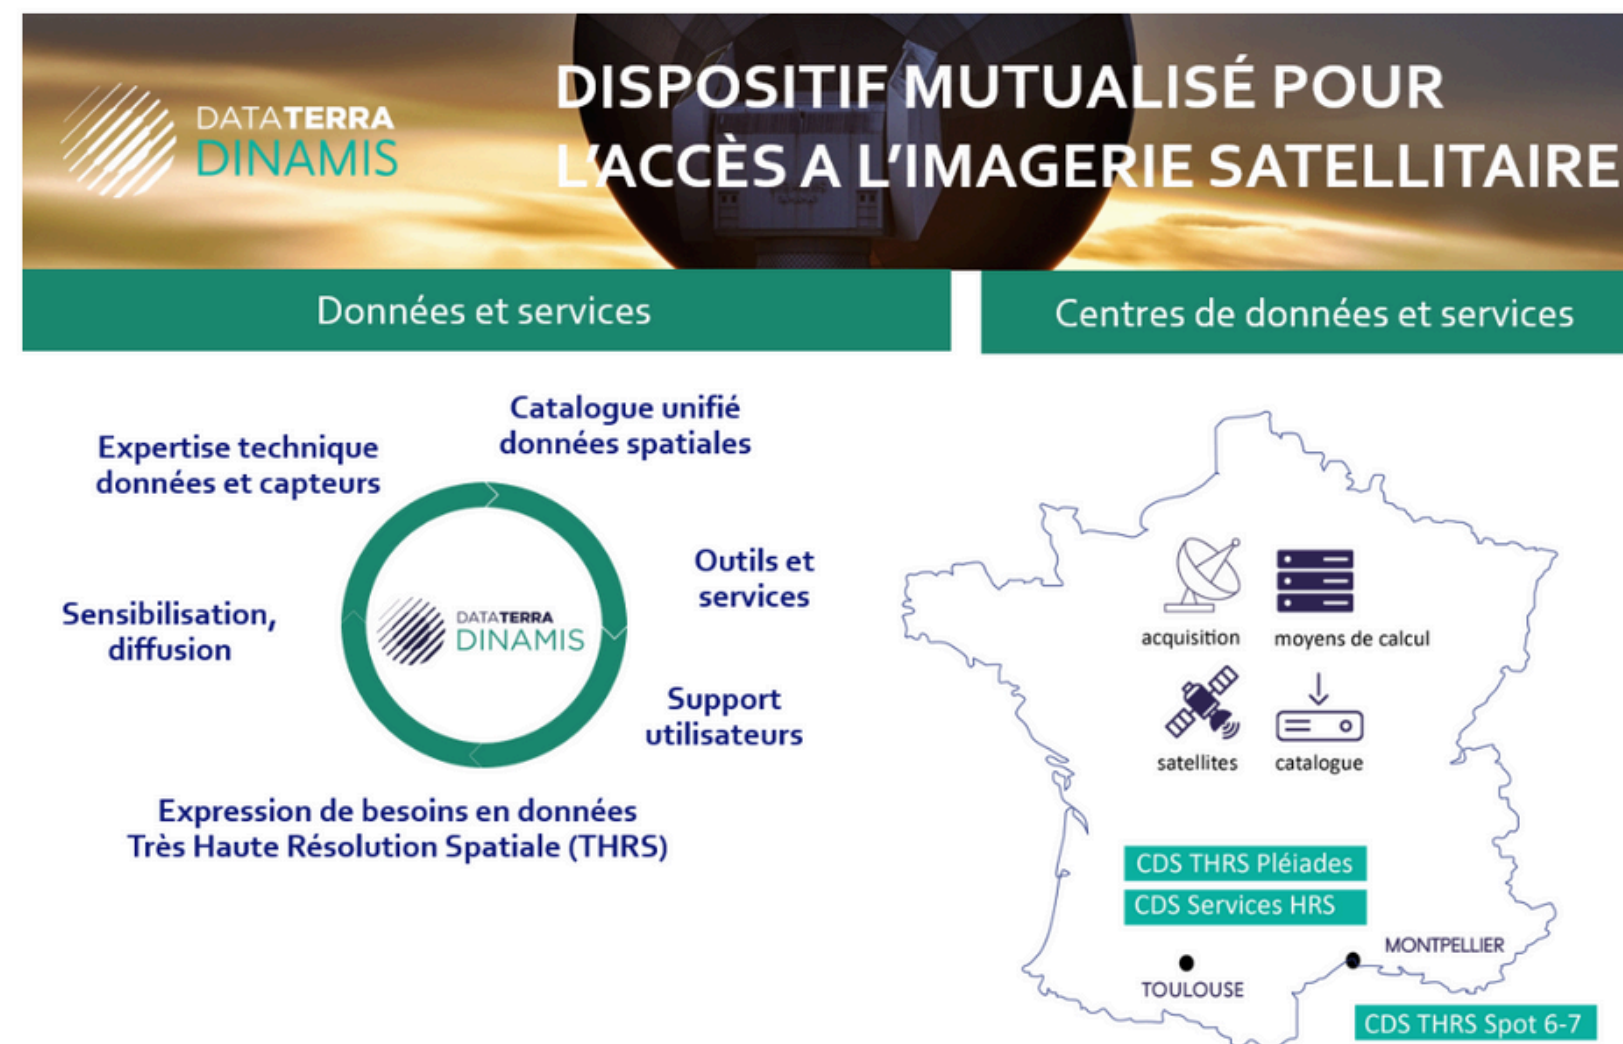 DATATERRA
DINAMIS
DISPOSITIF MUTUALISÉ POUR
L'ACCÈS A L'IMAGERIE SATELLITAIRE
Données et services
Centres de données et services
Catalogue unifié
données spatiales
Expertise technique
données et capteurs
Outils et
services
Sensibilisation,
diffusion
DATATERRA
DINAMIS
Support
utilisateurs
Expression de besoins en données
Très Haute Résolution Spatiale (THRS)
acquisition
moyens de calcul
satellites
catalogue
CDS THRS Pléiades
CDS Services HRS
MONTPELLIER
TOULOUSE
CDS THRS Spot 6-7